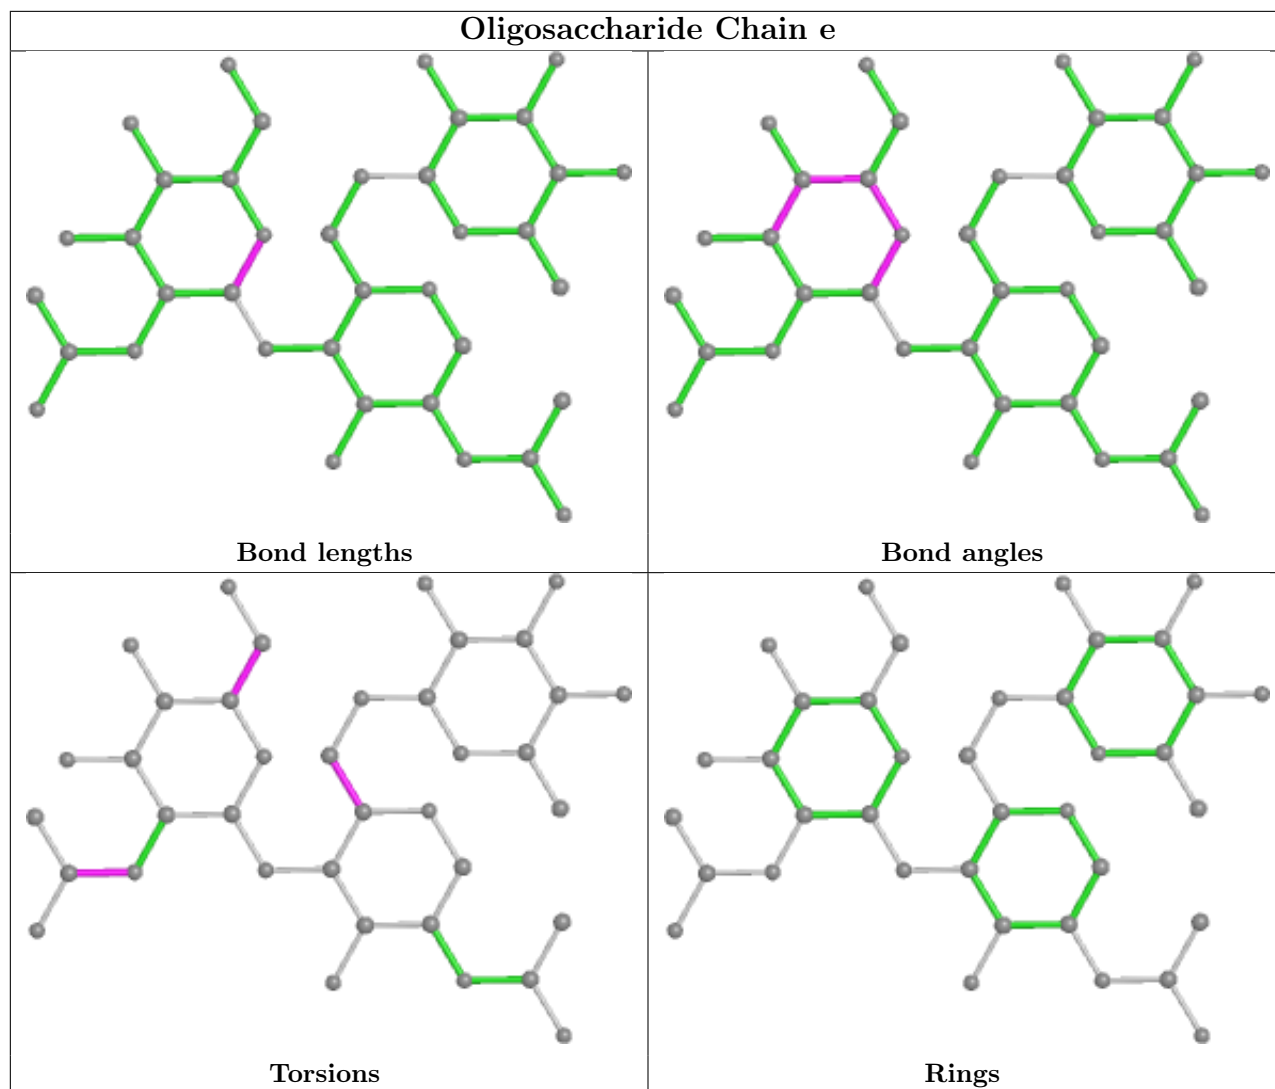 Oligosaccharide Chain e
Bond lengths
Bond angles
Torsions
Rings